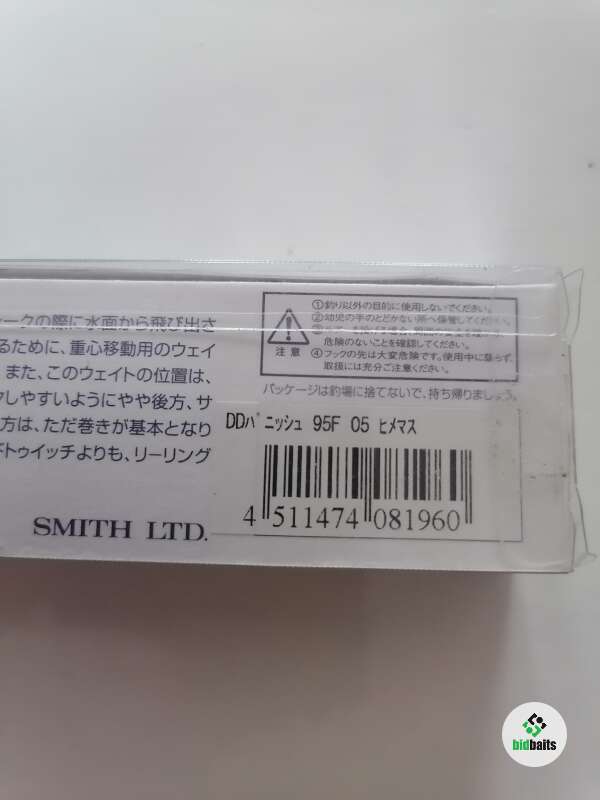 ォークの際に水面から飛び出さ
るために、重心移動用のウェイ
また、このウェイトの位置は、
しやすいようにやや後方、サ
方は、ただ巻きが基本となり
トゥイッチよりも、リーリング
SMITH LTD.
注意
①釣り以外の目的に使用しないでください。
②幼児の手のとどかない所へ保管してください。
危険のないことを確認してください。
④フックの先は大変危険です。使用中に限らず、
取扱には充分ご注意ください。
パッケージは釣場に捨てないで、持ち帰りましょう。
DDパニッシュ 95F 05 ヒメマス
4 511474 081960
bidbaits